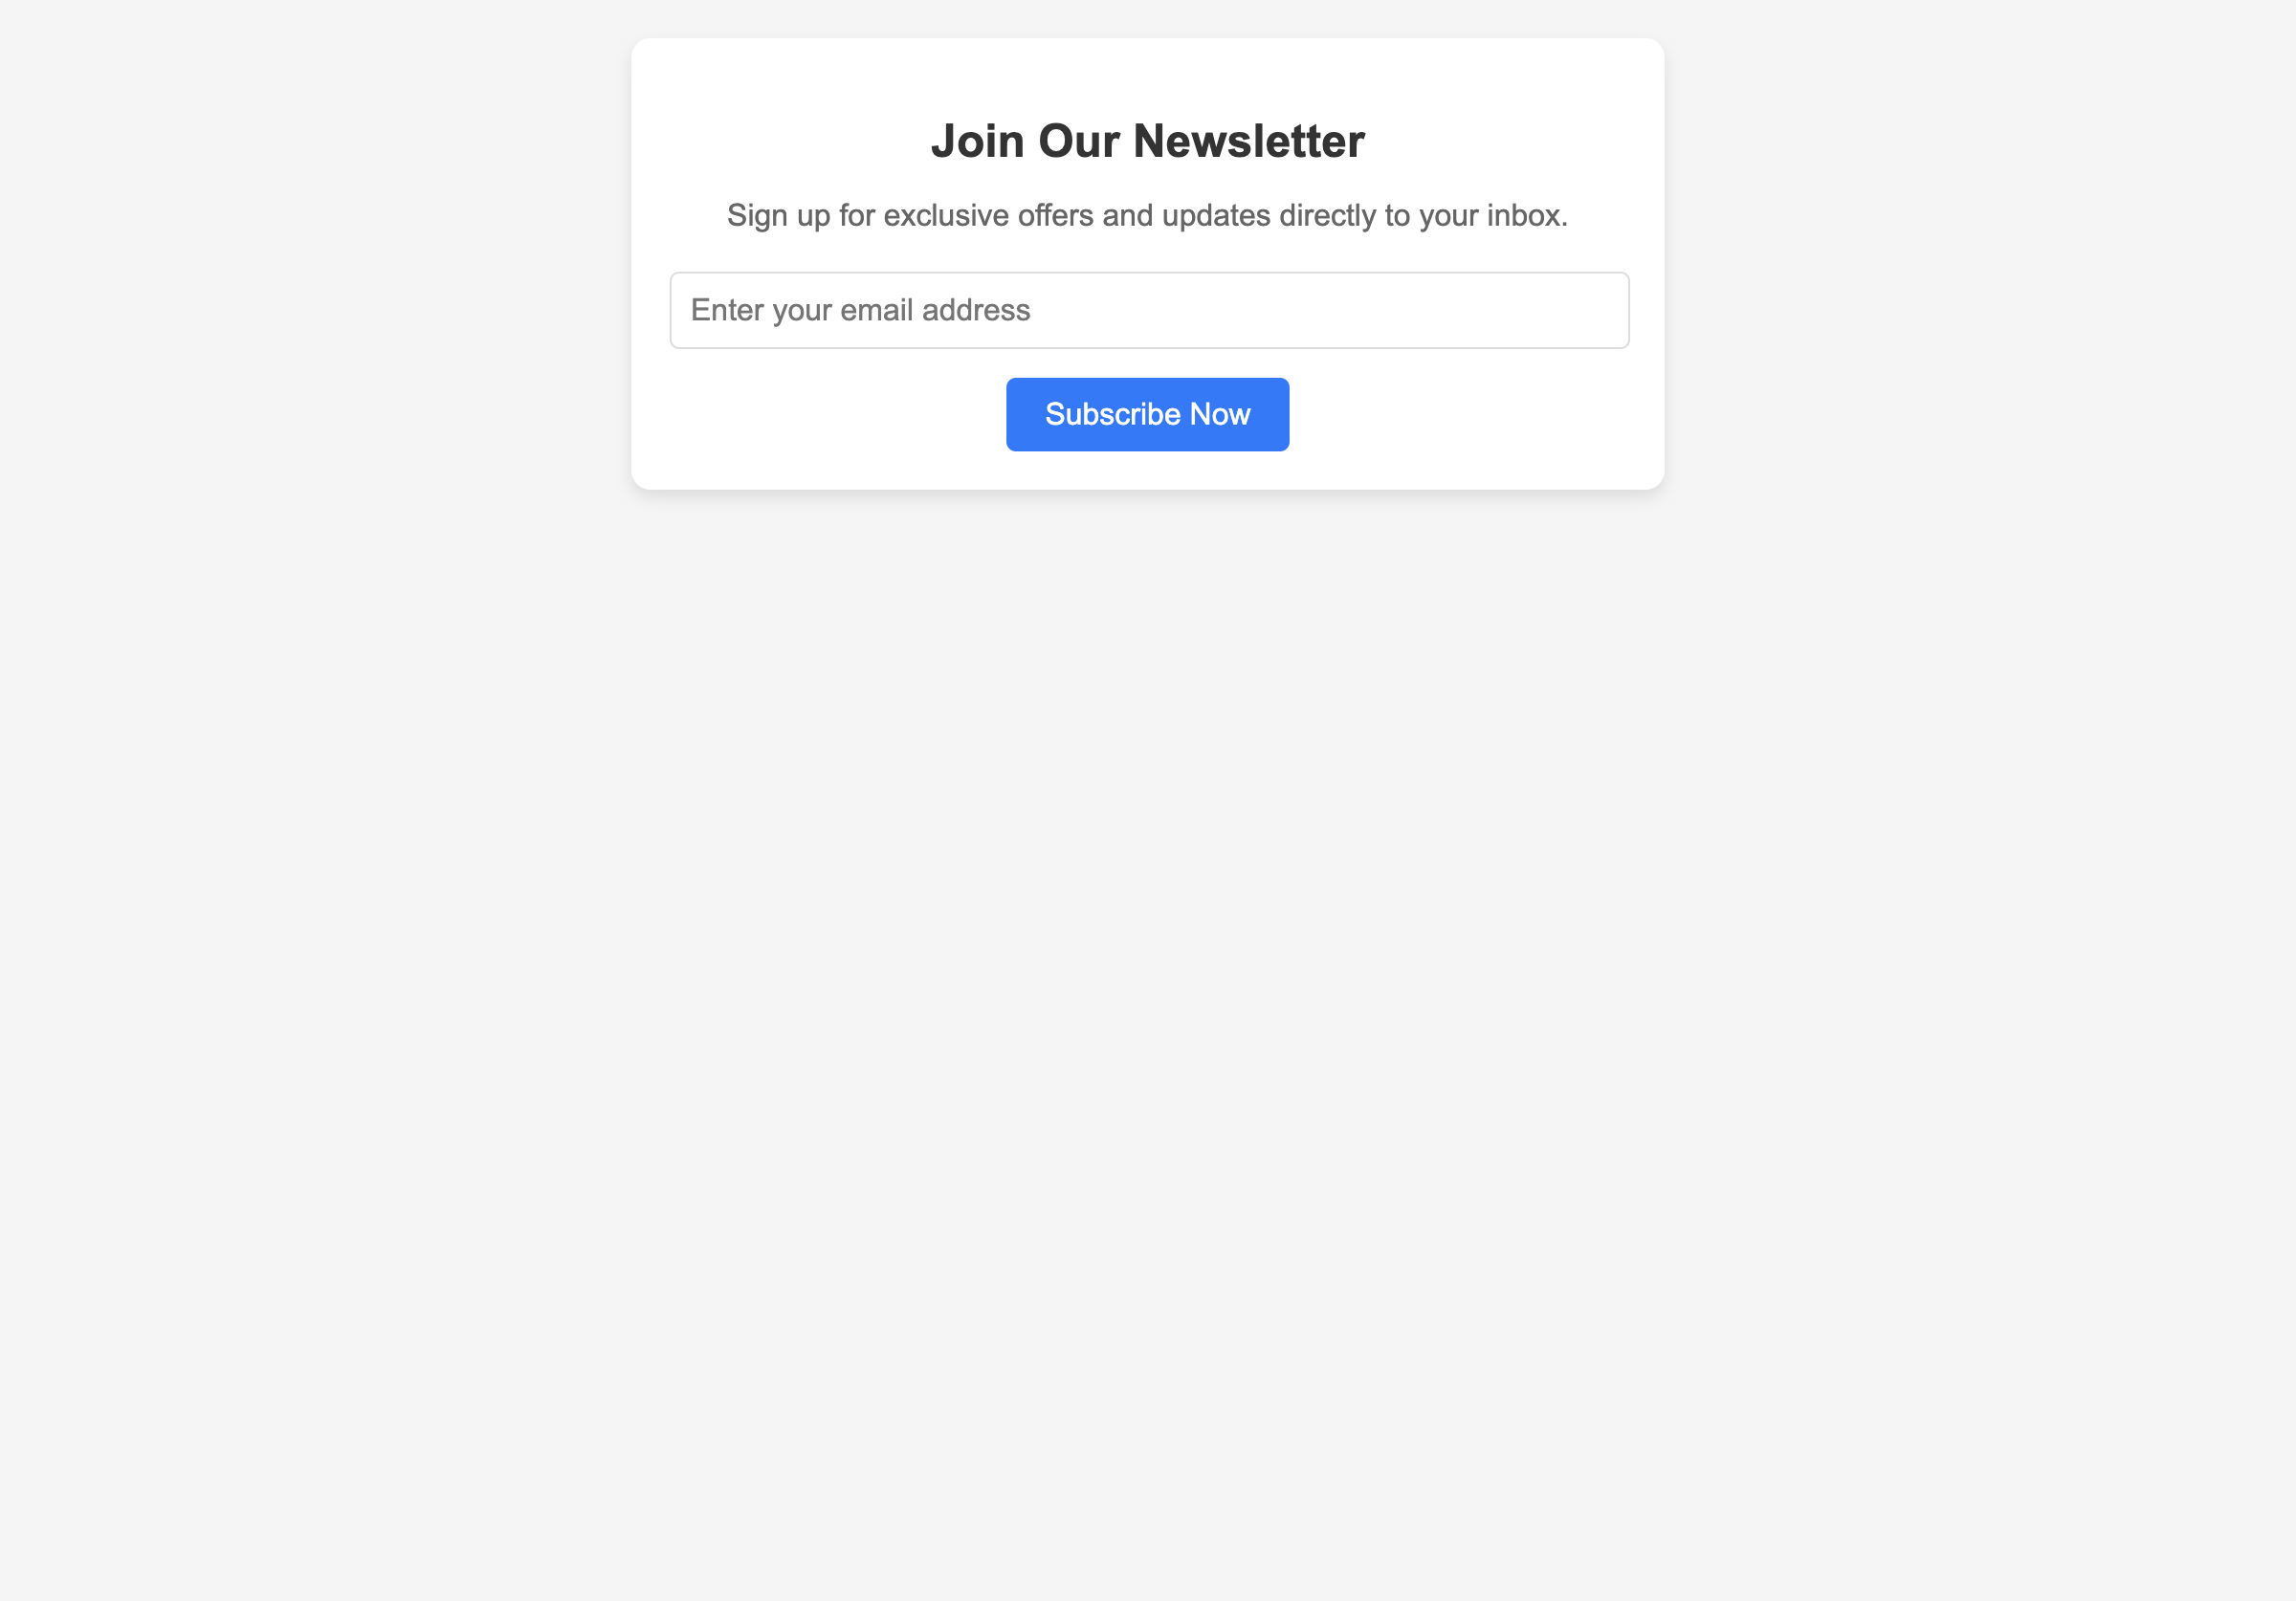 Join Our Newsletter
Sign up for exclusive offers and updates directly to your inbox.
Enter your email address
Subscribe Now